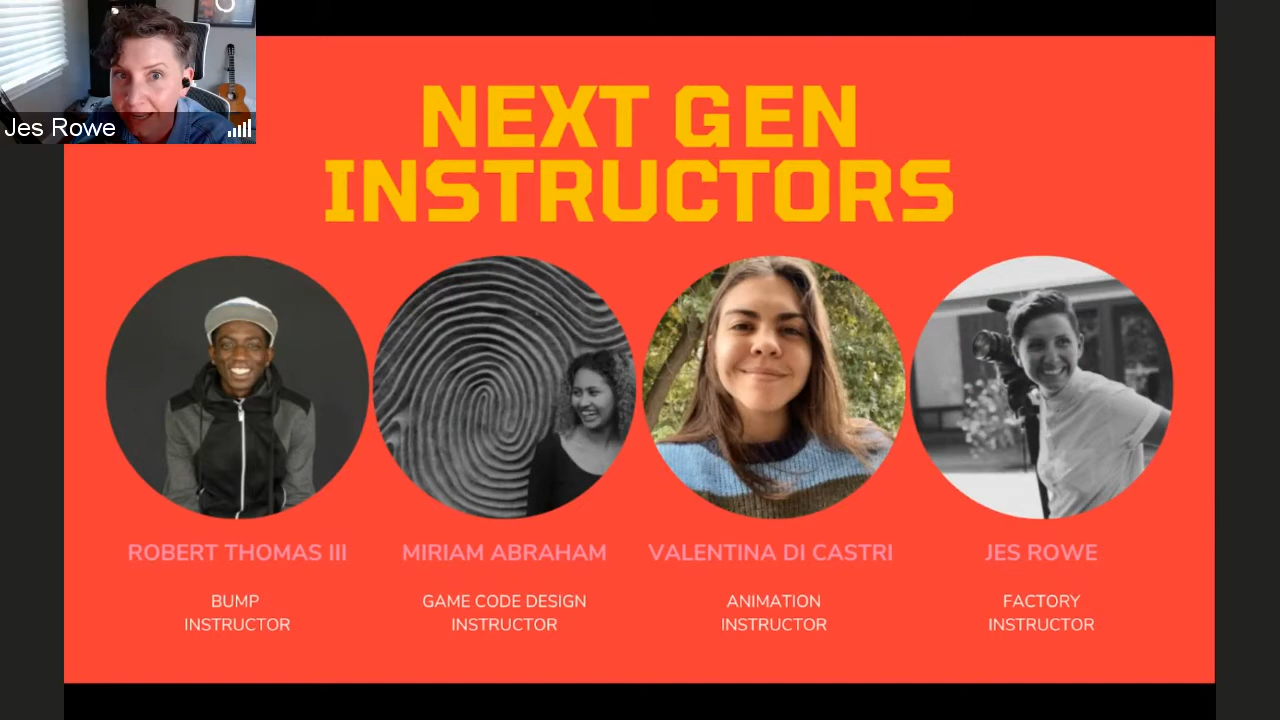 Jes Rowe
NEXT GEN
INSTRUCTORS
ROBERT THOMAS III
BUMP
INSTRUCTOR
MIRIAM ABRAHAM
GAME CODE DESIGN
INSTRUCTOR
VALENTINA DI CASTRI
ANIMATION
INSTRUCTOR
JES ROWE
FACTORY
INSTRUCTOR